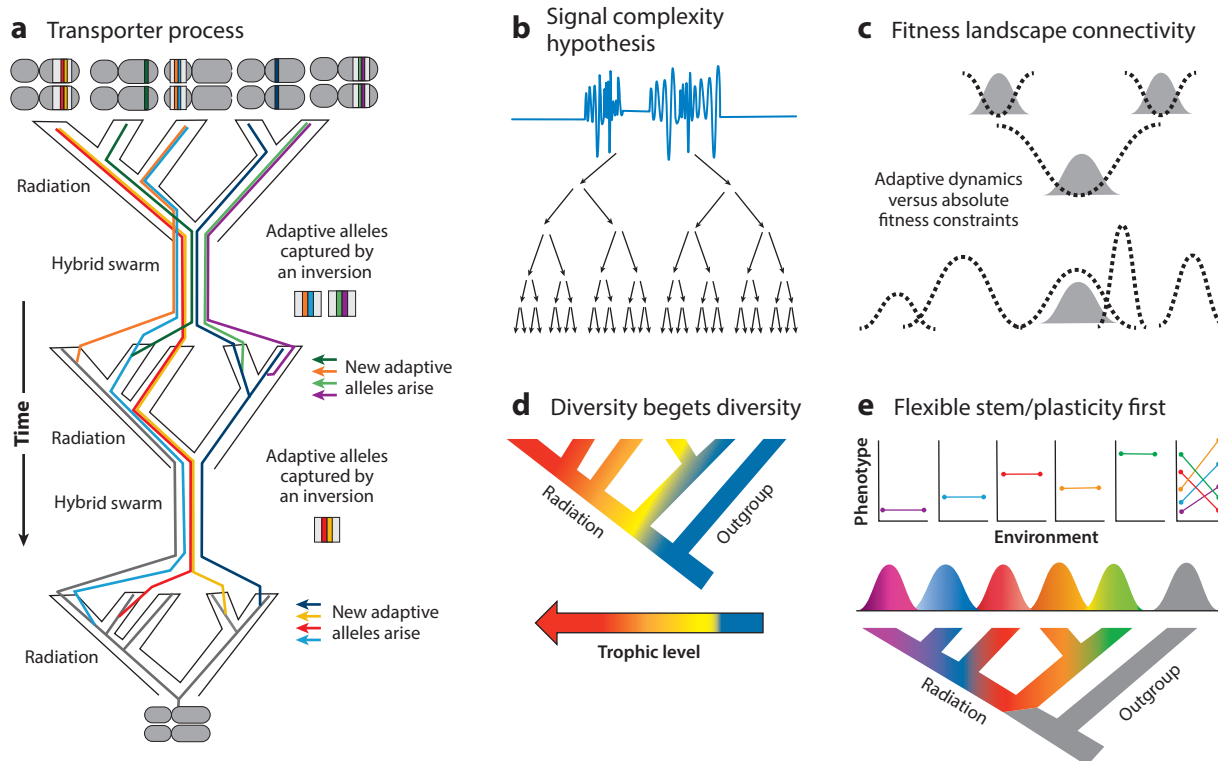 a Transporter process
Radiation
Hybrid swarm
Adaptive alleles
captured by
an inversion
New adaptive
alleles arise
Time
Radiation
Hybrid swarm
Adaptive alleles
captured by
an inversion
New adaptive
alleles arise
Radiation
b Signal complexity
hypothesis
c Fitness landscape connectivity
Adaptive dynamics
versus absolute
fitness constraints
d Diversity begets diversity
Radiation
Outgroup
Trophic level
e Flexible stem/plasticity first
Phenotype
Environment
Radiation
Outgroup